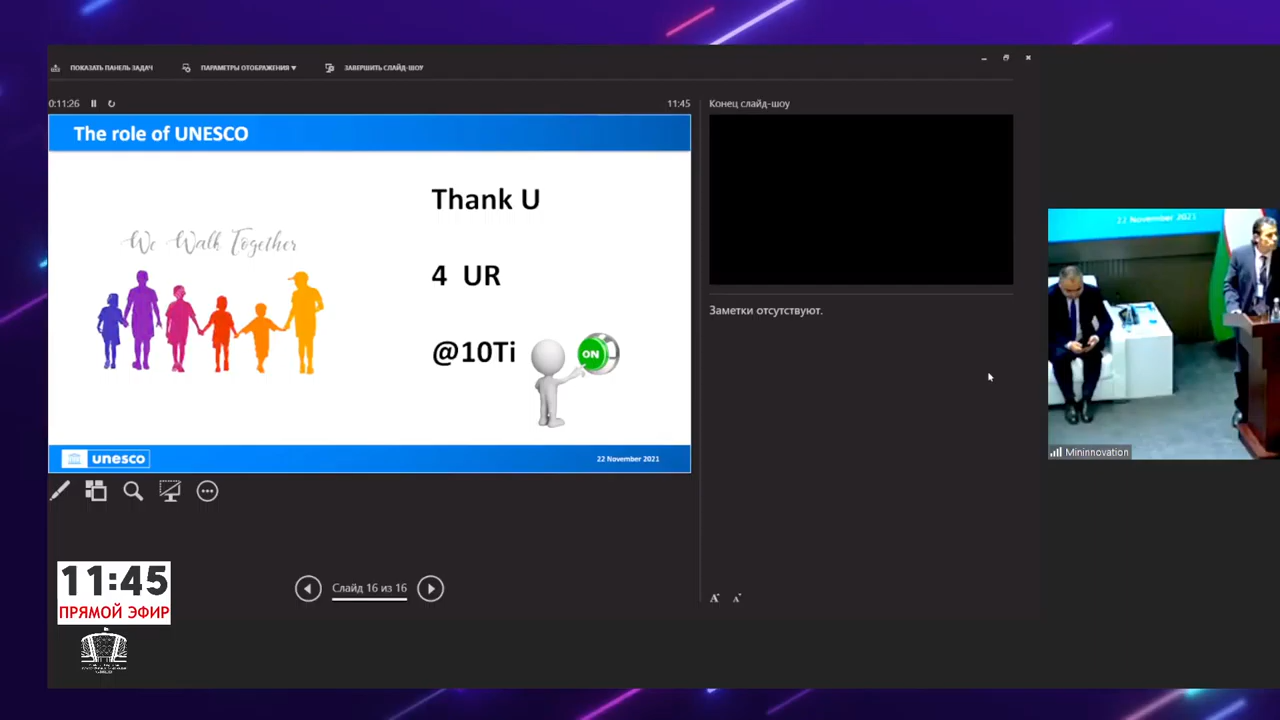 ПОКАЗАТЬ ПАНЕЛЬ ЗАДАЧ
ПАРАМЕТРЫ ОТОБРАЖЕНИЯ
ЗАВЕРШИТЬ СЛАЙД-ШОУ
0:11:26
11:45
Конец слайд-шоу
The role of UNESCO
We Walk Together
Thank U
4 UR
@10Ti
ON
unesco
22 November 2021
Заметки отсутствуют.
22 November 2021
Mininnovation
Слайд 16 из 16
11:45
ПРЯМОЙ ЭФИР